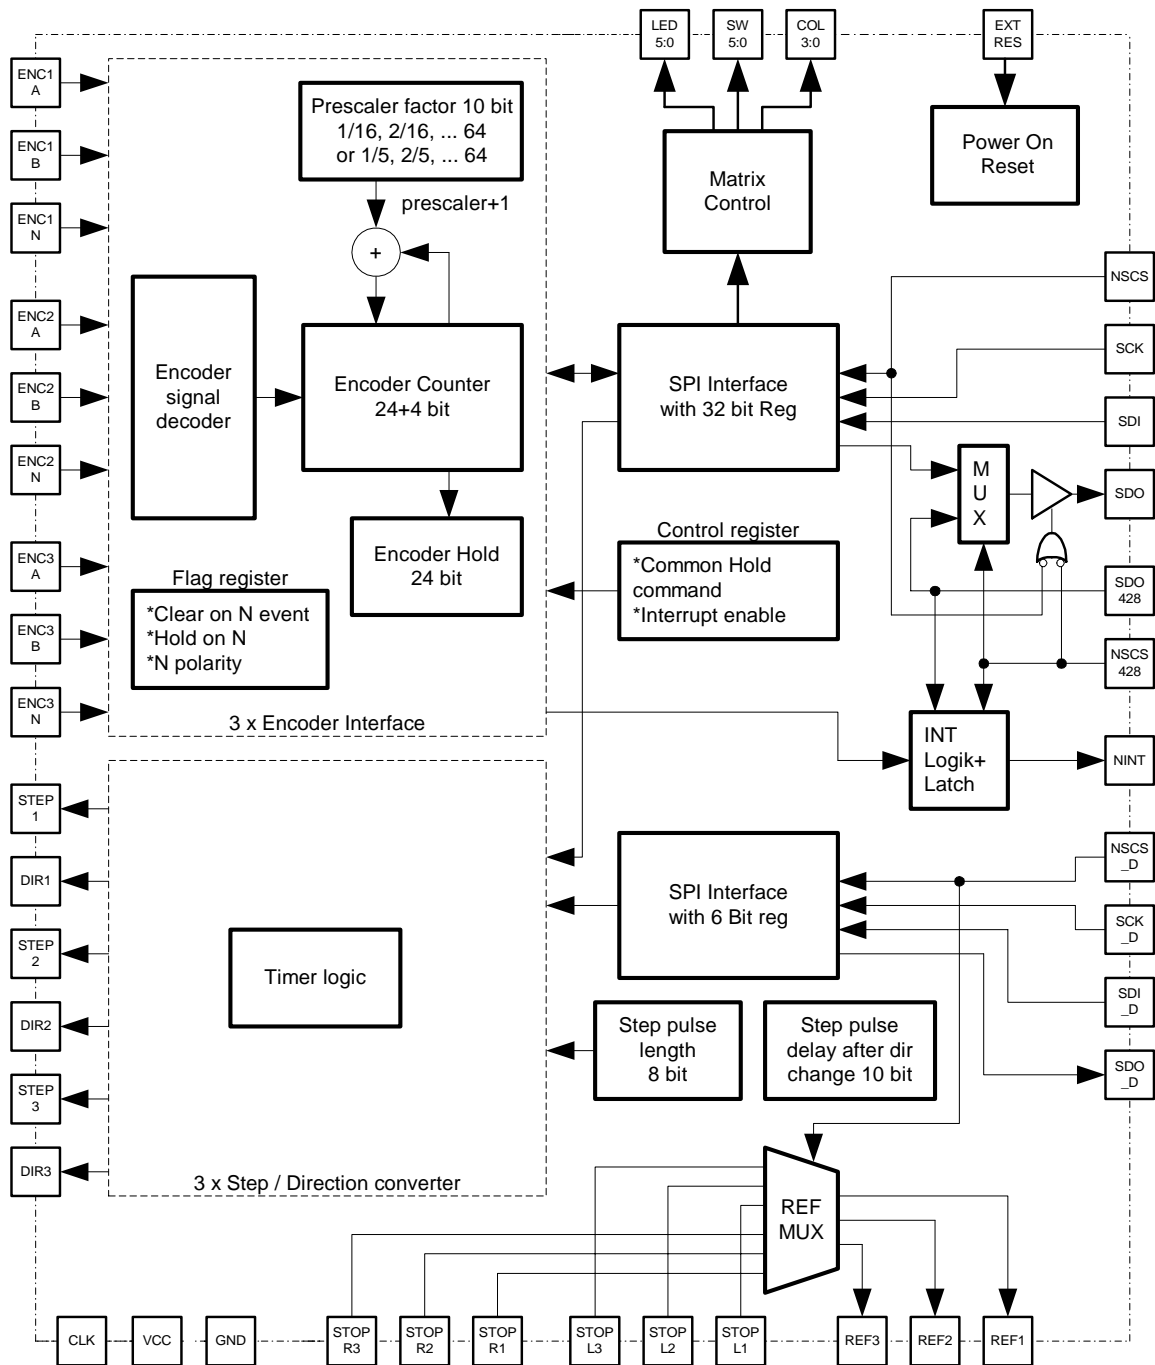 LED
5:0
SW
5:0
COL
3:0
EXT
RES
ENC1
A
ENC1
B
ENC1
N
ENC2
A
ENC2
B
ENC2
N
ENC3
A
ENC3
B
ENC3
N
Prescaler factor 10 bit
1/16, 2/16, ... 64
or 1/5, 2/5, ... 64
prescaler+1
+
Encoder
signal
decoder
Encoder Counter
24+4 bit
Encoder Hold
24 bit
Flag register
*Clear on N event
*Hold on N
*N polarity
3 x Encoder Interface
Matrix
Control
Power On
Reset
SPI Interface
with 32 bit Reg
Control register
*Common Hold
command
*Interrupt enable
M
U
X
INT
Logik+
Latch
NSCS
SCK
SDI
SDO
SDO
428
NSCS
428
NINT
STEP
1
DIR1
STEP
2
DIR2
STEP
3
DIR3
Timer logic
3 x Step / Direction converter
SPI Interface
with 6 Bit reg
Step pulse
length
8 bit
Step pulse
delay after dir
change 10 bit
NSCS
_D
SCK
_D
SDI
_D
SDO
_D
REF
MUX
CLK
VCC
GND
STOP
R3
STOP
R2
STOP
R1
STOP
L3
STOP
L2
STOP
L1
REF3
REF2
REF1